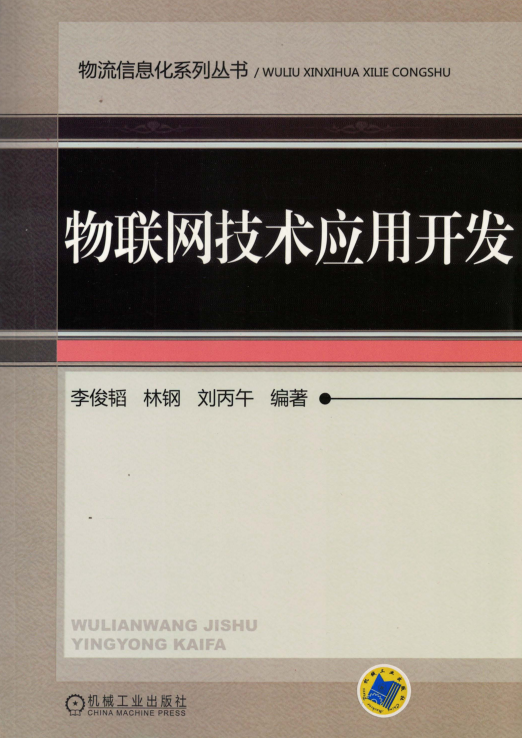 物流信息化系列丛书 / WULIU XINXIHUA XILIE CONGSHU
物联网技术应用开发
李俊韬 林钢 刘丙午 编著
WULIANWANG JISHU
YINGYONG KAIFA
机械工业出版社
CHINA MACHINE PRESS